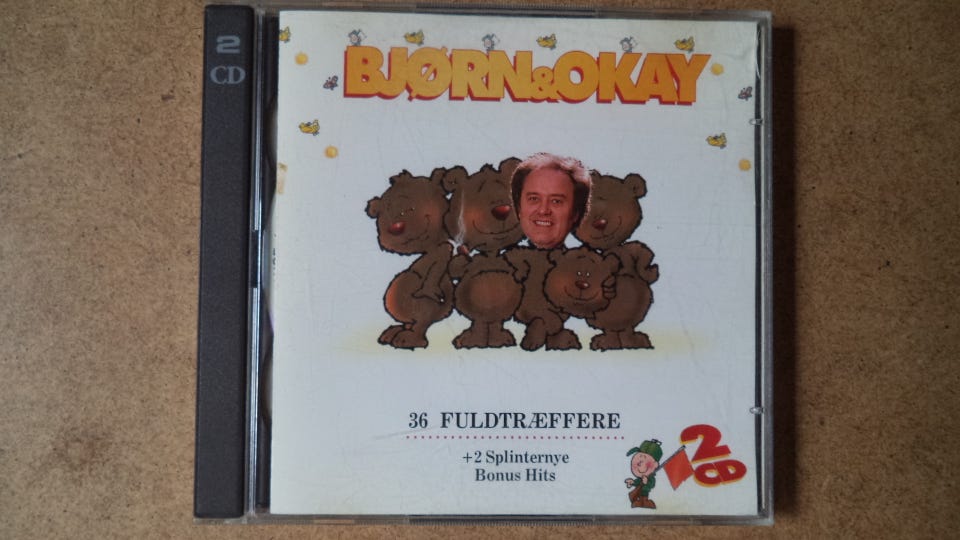 2
CD
BJØRN&OKAY
36 FULDTRÆFFERE
+2 Splinternye
Bonus Hits
2
CD